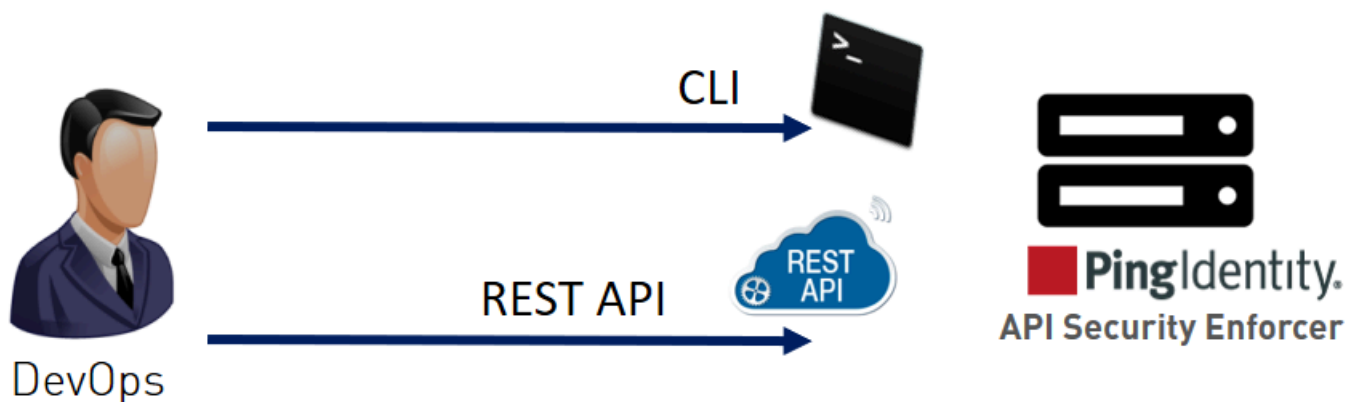 CLI
>_
REST
API
REST API
DevOps
PingIdentity.
API Security Enforcer